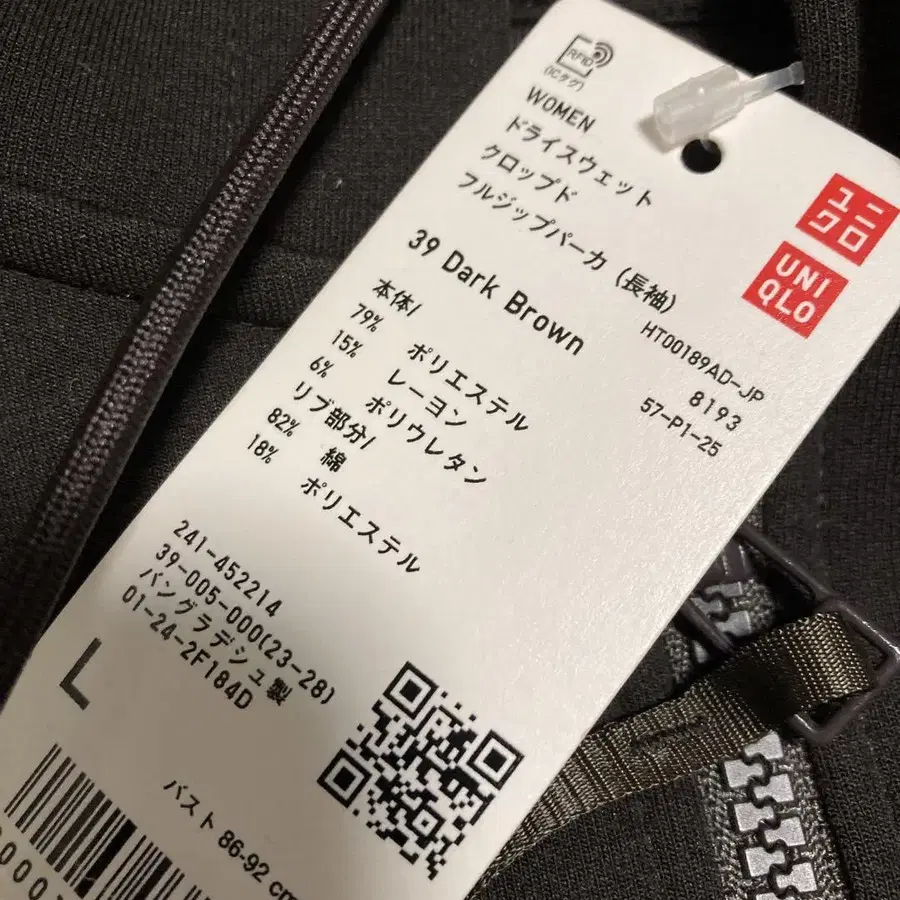 RFID
(ICタグ)
WOMEN
ドライスウェット
クロップド
フルジップパーカ (長袖)
ユニ
クロ
UNI
QLO
39 Dark Brown
HT00189AD-JP
8193
57-P1-25
本体/
79% ポリエステル
15% レーヨン
6% ポリウレタン
リブ部分/
82% 綿
18% ポリエステル
241-452214
39-005-000(23-28)
バングラデシュ製
01-24-2F184D
L
バスト 86-92 cm